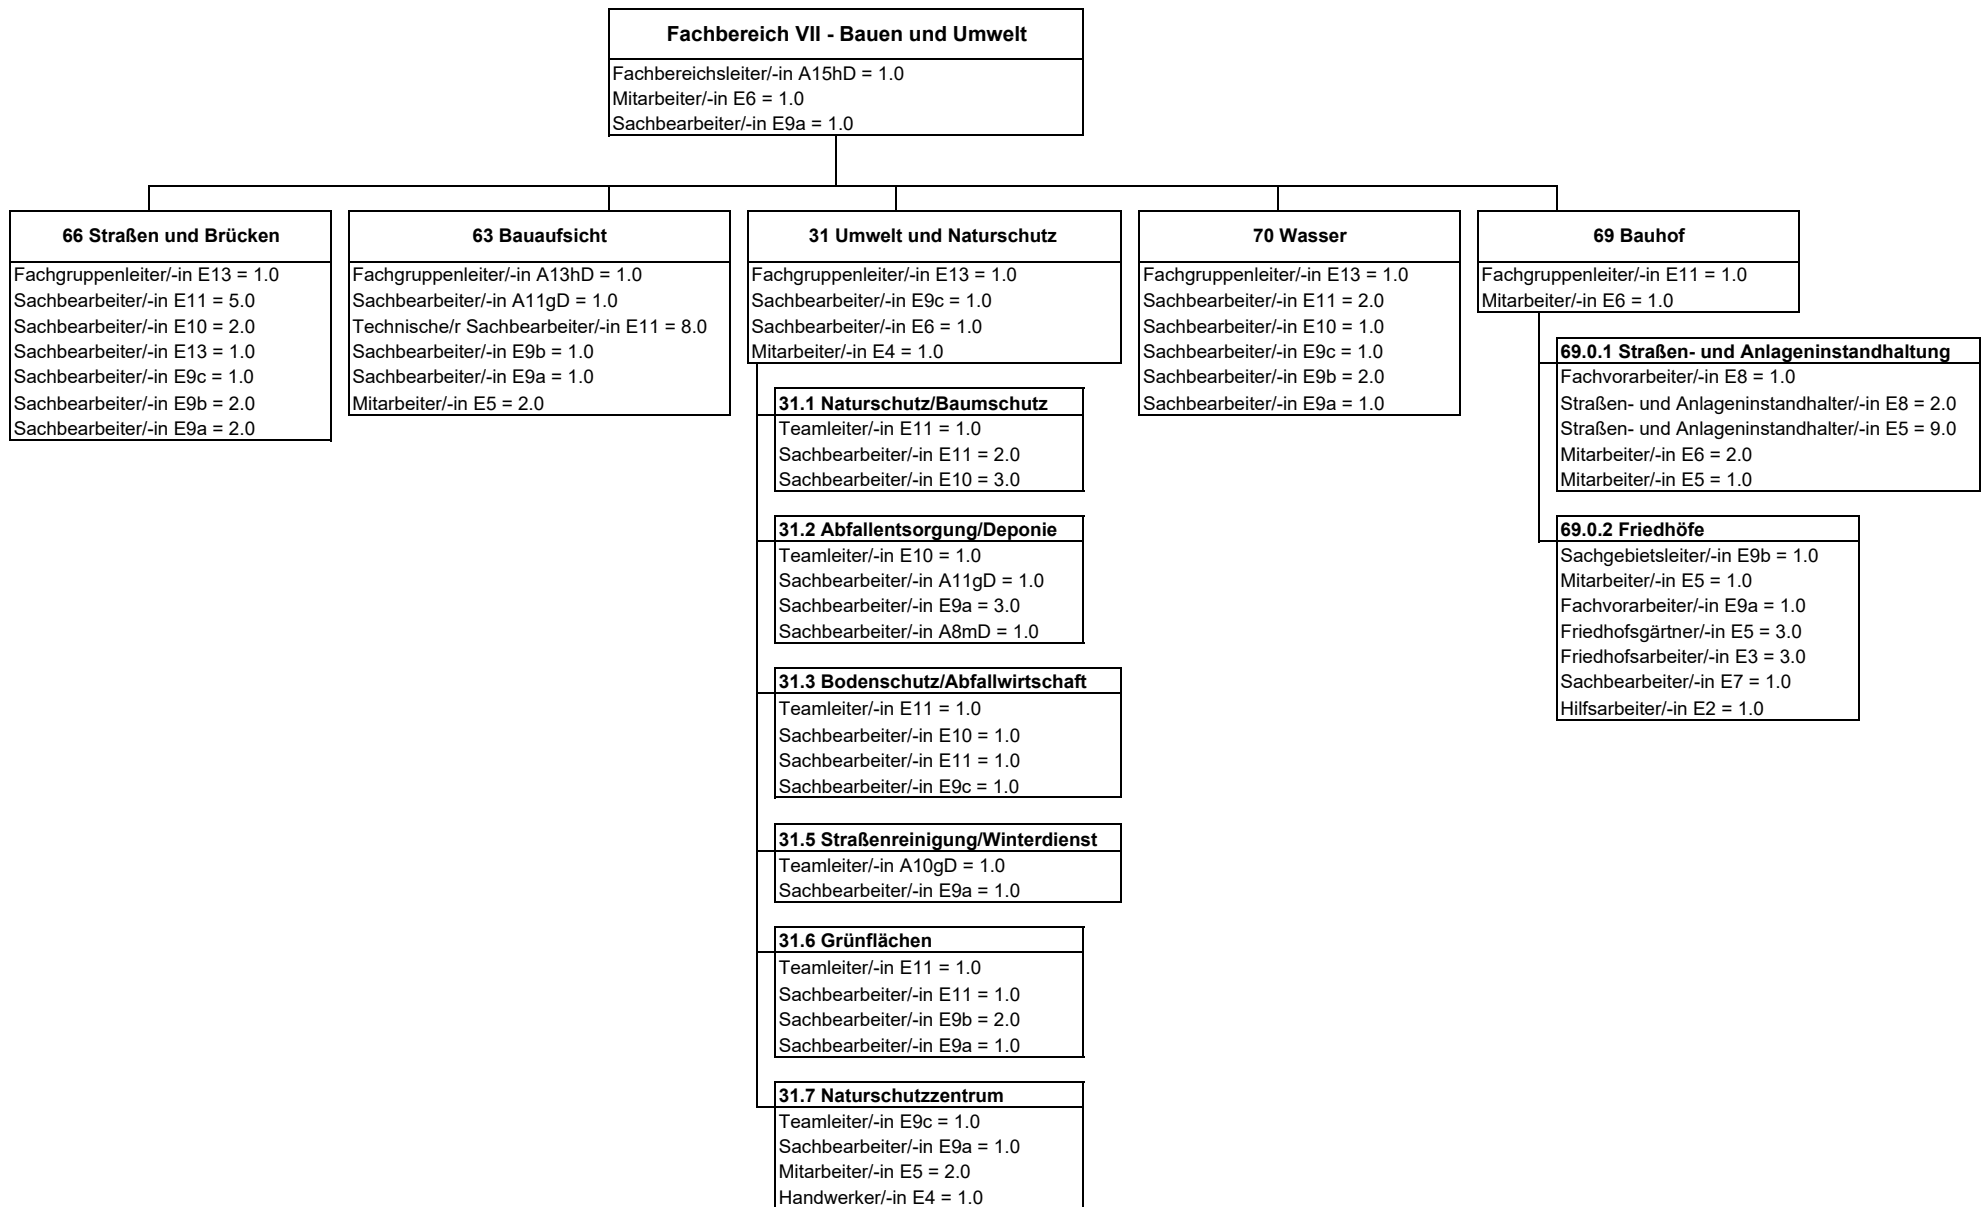 Fachbereich VII - Bauen und Umwelt
Fachbereichsleiter/-in A15hD = 1.0
Mitarbeiter/-in E6 = 1.0
Sachbearbeiter/-in E9a = 1.0
66 Straßen und Brücken
Fachgruppenleiter/-in E13 = 1.0
Sachbearbeiter/-in E11 = 5.0
Sachbearbeiter/-in E10 = 2.0
Sachbearbeiter/-in E13 = 1.0
Sachbearbeiter/-in E9c = 1.0
Sachbearbeiter/-in E9b = 2.0
Sachbearbeiter/-in E9a = 2.0
63 Bauaufsicht
Fachgruppenleiter/-in A13hD = 1.0
Sachbearbeiter/-in A11gD = 1.0
Technische/r Sachbearbeiter/-in E11 = 8.0
Sachbearbeiter/-in E9b = 1.0
Sachbearbeiter/-in E9a = 1.0
Mitarbeiter/-in E5 = 2.0
31 Umwelt und Naturschutz
Fachgruppenleiter/-in E13 = 1.0
Sachbearbeiter/-in E9c = 1.0
Sachbearbeiter/-in E6 = 1.0
Mitarbeiter/-in E4 = 1.0
31.1 Naturschutz/Baumschutz
Teamleiter/-in E11 = 1.0
Sachbearbeiter/-in E11 = 2.0
Sachbearbeiter/-in E10 = 3.0
31.2 Abfallentsorgung/Deponie
Teamleiter/-in E10 = 1.0
Sachbearbeiter/-in A11gD = 1.0
Sachbearbeiter/-in E9a = 3.0
Sachbearbeiter/-in A8mD = 1.0
31.3 Bodenschutz/Abfallwirtschaft
Teamleiter/-in E11 = 1.0
Sachbearbeiter/-in E10 = 1.0
Sachbearbeiter/-in E11 = 1.0
Sachbearbeiter/-in E9c = 1.0
31.5 Straßenreinigung/Winterdienst
Teamleiter/-in A10gD = 1.0
Sachbearbeiter/-in E9a = 1.0
31.6 Grünflächen
Teamleiter/-in E11 = 1.0
Sachbearbeiter/-in E11 = 1.0
Sachbearbeiter/-in E9b = 2.0
Sachbearbeiter/-in E9a = 1.0
31.7 Naturschutzzentrum
Teamleiter/-in E9c = 1.0
Sachbearbeiter/-in E9a = 1.0
Mitarbeiter/-in E5 = 2.0
Handwerker/-in E4 = 1.0
70 Wasser
Fachgruppenleiter/-in E13 = 1.0
Sachbearbeiter/-in E11 = 2.0
Sachbearbeiter/-in E10 = 1.0
Sachbearbeiter/-in E9c = 1.0
Sachbearbeiter/-in E9b = 2.0
Sachbearbeiter/-in E9a = 1.0
69 Bauhof
Fachgruppenleiter/-in E11 = 1.0
Mitarbeiter/-in E6 = 1.0
69.0.1 Straßen- und Anlageninstandhaltung
Fachvorarbeiter/-in E8 = 1.0
Straßen- und Anlageninstandhalter/-in E8 = 2.0
Straßen- und Anlageninstandhalter/-in E5 = 9.0
Mitarbeiter/-in E6 = 2.0
Mitarbeiter/-in E5 = 1.0
69.0.2 Friedhöfe
Sachgebietsleiter/-in E9b = 1.0
Mitarbeiter/-in E5 = 1.0
Fachvorarbeiter/-in E9a = 1.0
Friedhofsgärtner/-in E5 = 3.0
Friedhofsarbeiter/-in E3 = 3.0
Sachbearbeiter/-in E7 = 1.0
Hilfsarbeiter/-in E2 = 1.0